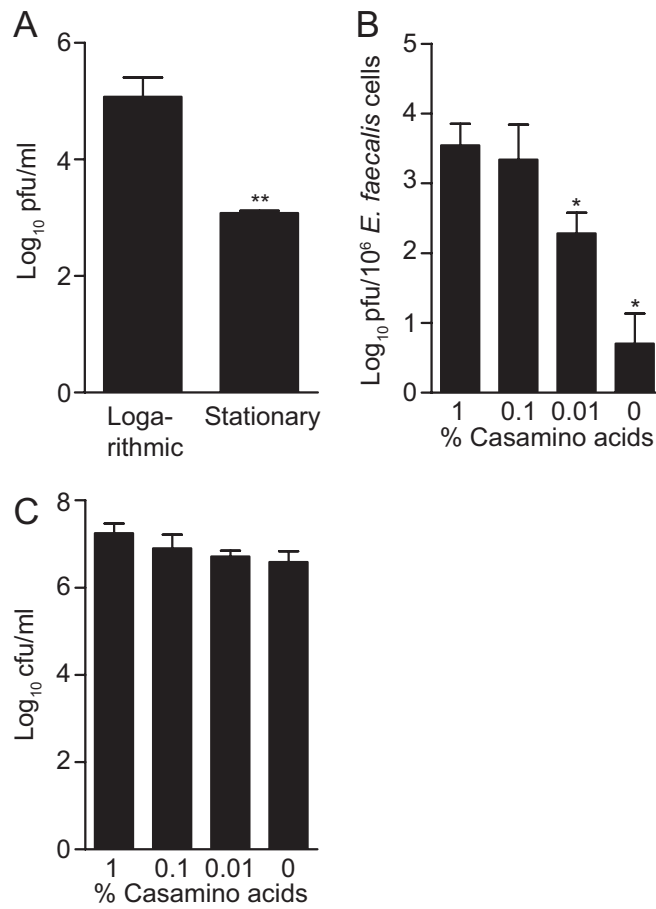 A
Log₁₀ pfu/ml
6
4
2
0
**
Loga-
rithmic
Stationary
B
Log₁₀ pfu/10⁶ E. faecalis cells
5
4
3
2
1
0
*
*
1 0.1 0.01 0
% Casamino acids
C
Log₁₀ cfu/ml
8
6
4
2
0
1 0.1 0.01 0
% Casamino acids